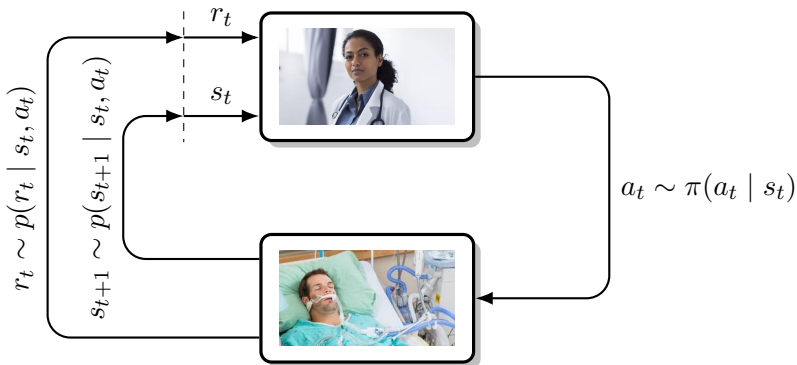 r_t
s_t
r_t ∼ p(r_t | s_t, a_t)
s_{t+1} ∼ p(s_{t+1} | s_t, a_t)
a_t ∼ π(a_t | s_t)